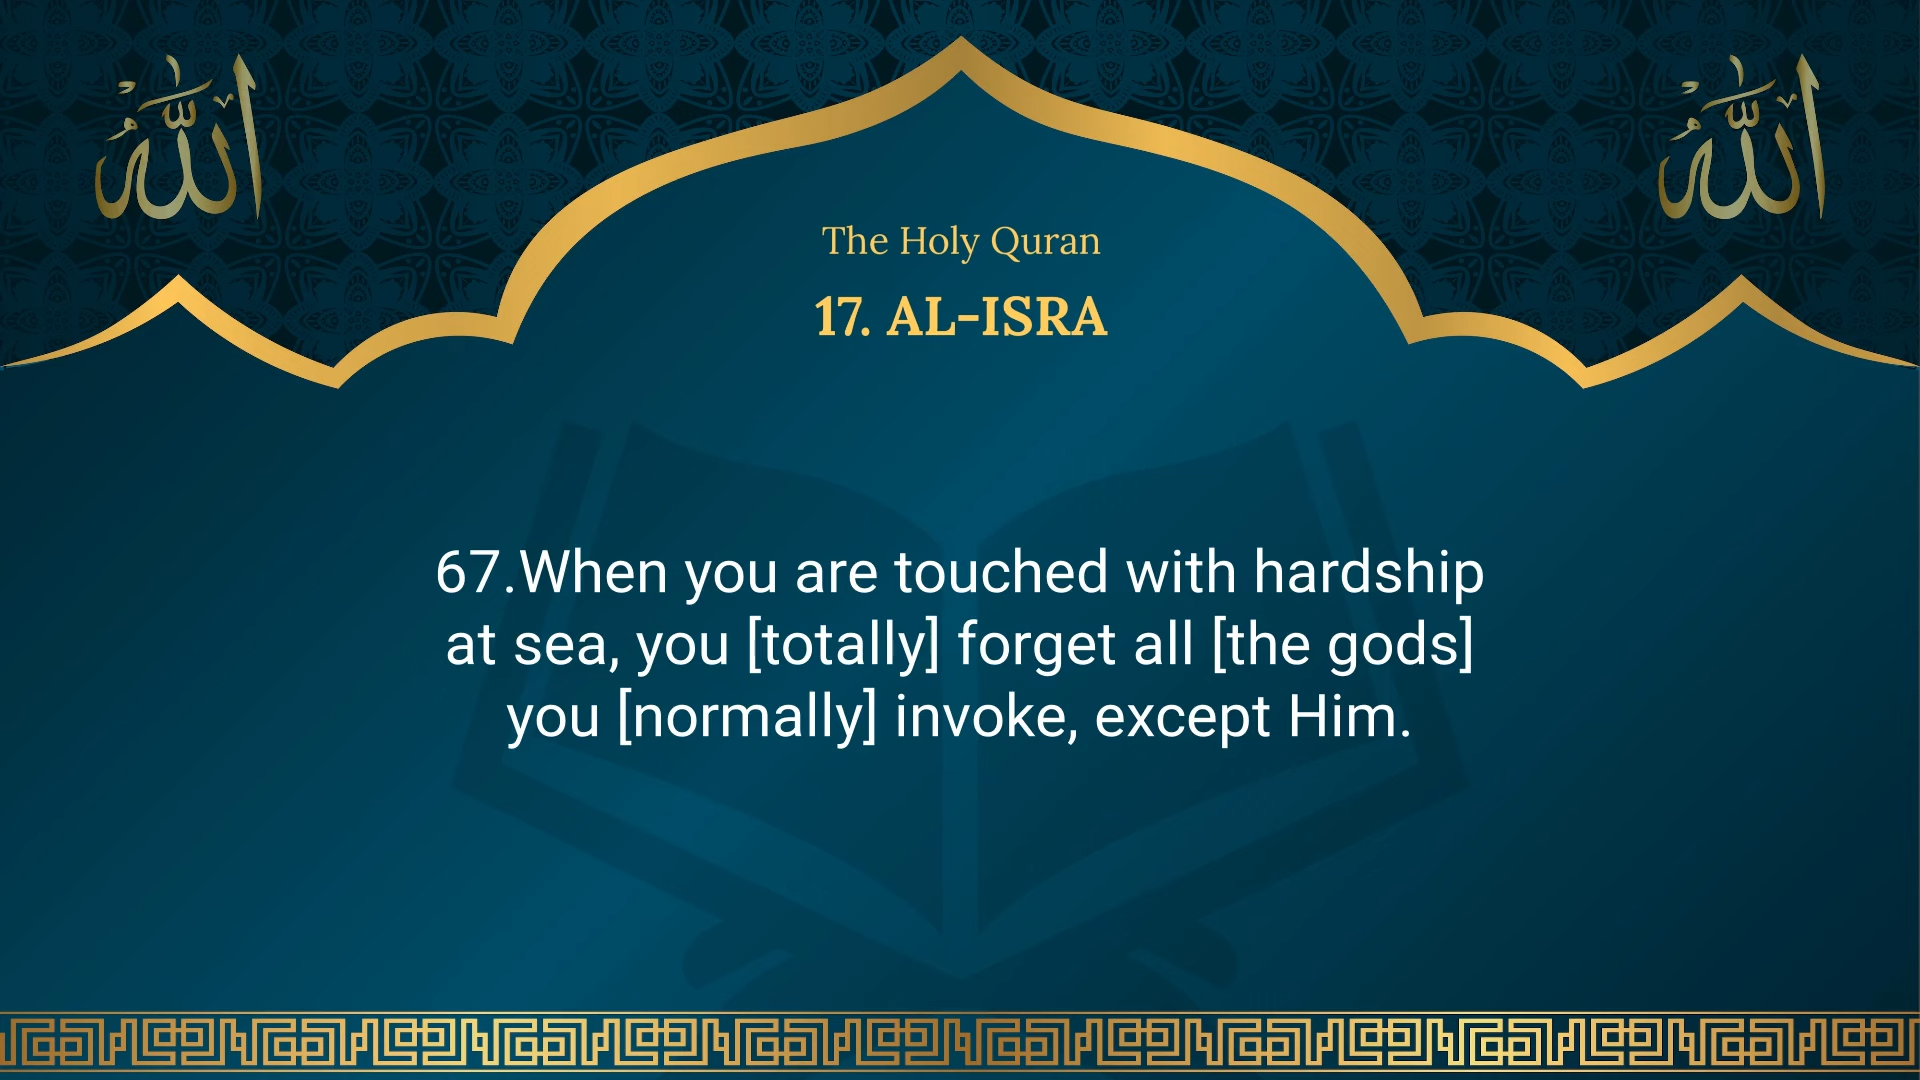 الله
الله
The Holy Quran
17. AL-ISRA
67.When you are touched with hardship
at sea, you [totally] forget all [the gods]
you [normally] invoke, except Him.